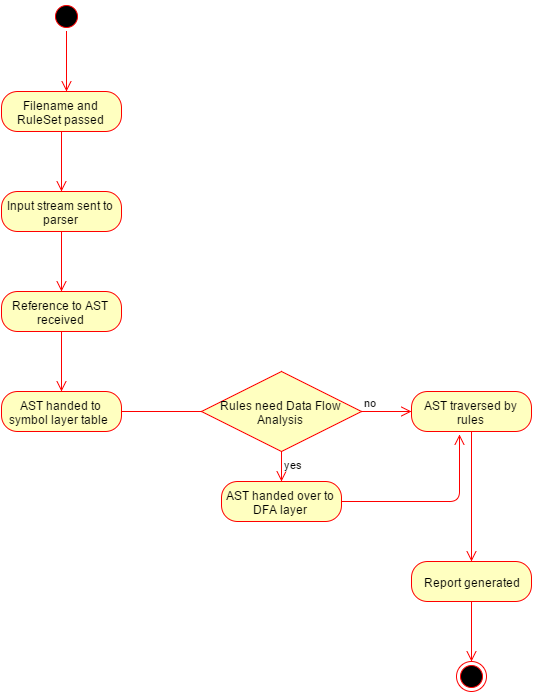 Filename and
RuleSet passed
Input stream sent to
parser
Reference to AST
received
AST handed to
symbol layer table
Rules need Data Flow
Analysis
no
yes
AST handed over to
DFA layer
AST traversed by
rules
Report generated